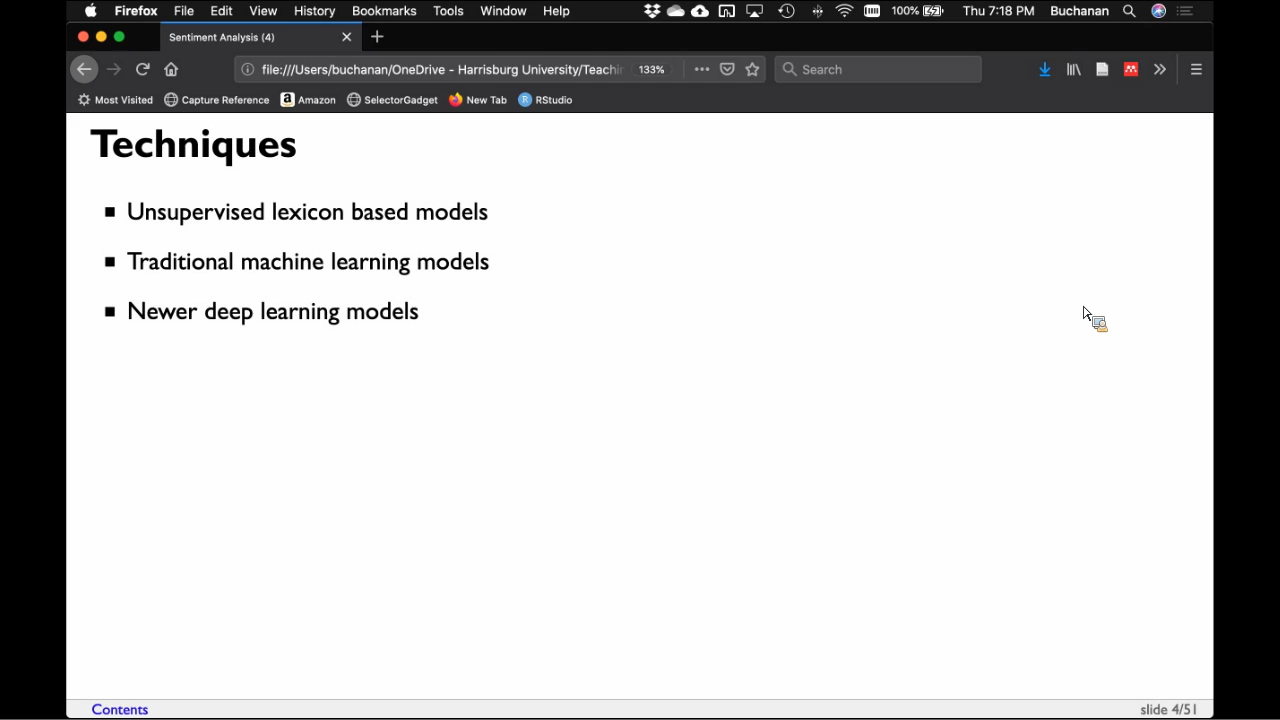 Firefox File Edit View History Bookmarks Tools Window Help 100% Thu 7:18 PM Buchanan
Sentiment Analysis (4)
file:///Users/buchanan/OneDrive - Harrisburg University/Teachin 133% Search
Most Visited Capture Reference Amazon SelectorGadget New Tab RStudio
Techniques
Unsupervised lexicon based models
Traditional machine learning models
Newer deep learning models
Contents slide 4/51